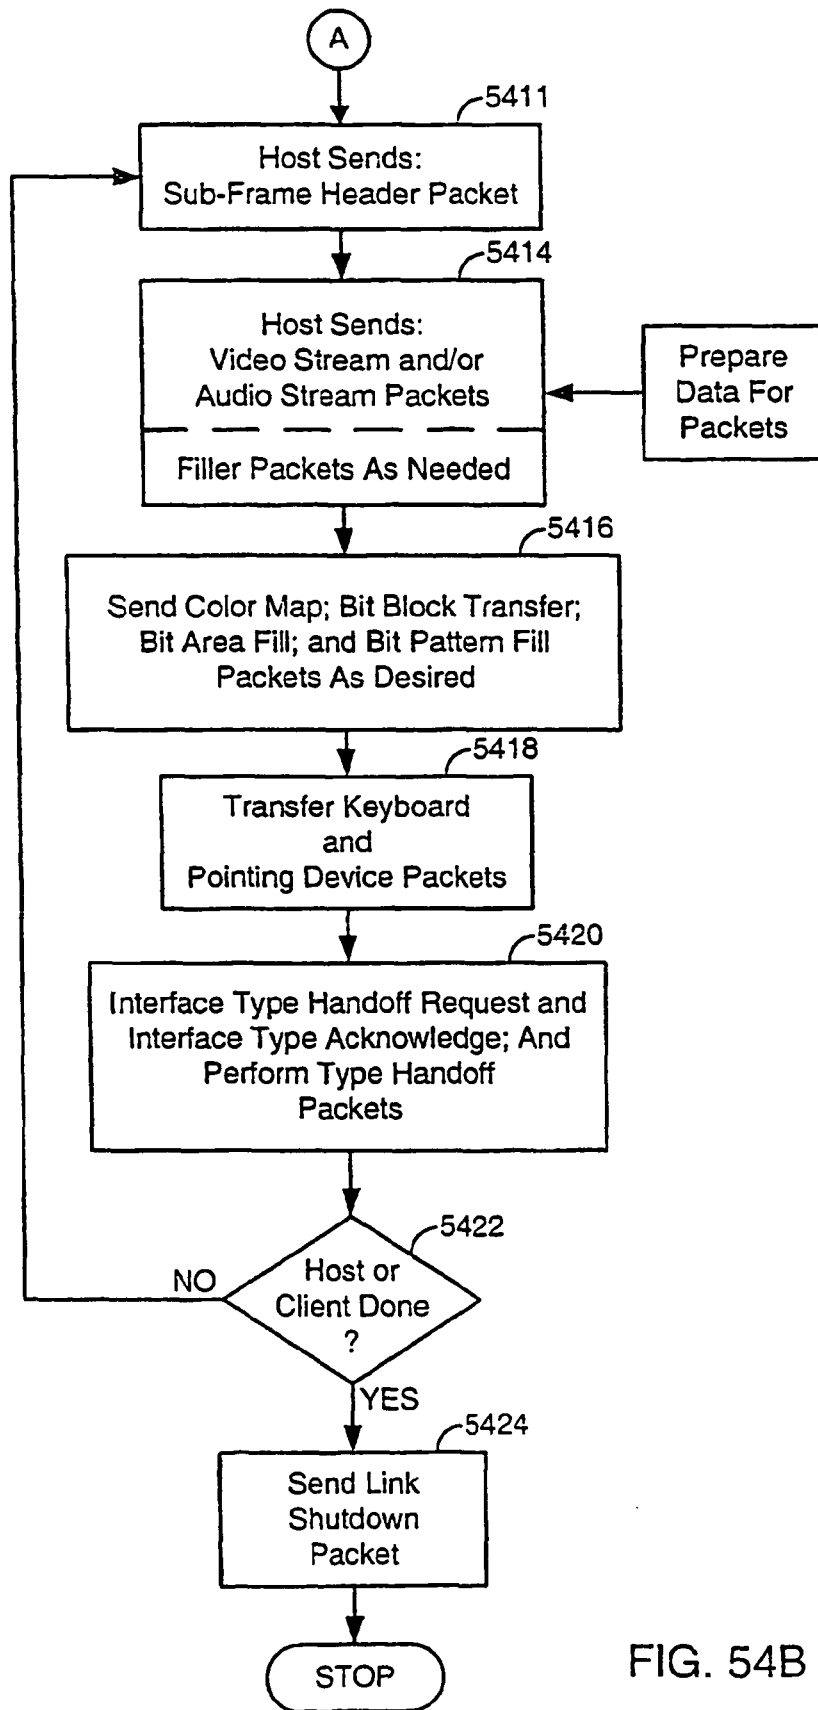 A
5411
Host Sends:
Sub-Frame Header Packet
5414
Host Sends:
Video Stream and/or
Audio Stream Packets
Filler Packets As Needed
Prepare
Data For
Packets
5416
Send Color Map; Bit Block Transfer;
Bit Area Fill; and Bit Pattern Fill
Packets As Desired
5418
Transfer Keyboard
and
Pointing Device Packets
5420
Interface Type Handoff Request and
Interface Type Acknowledge; And
Perform Type Handoff
Packets
5422
NO
Host or
Client Done
?
YES
5424
Send Link
Shutdown
Packet
STOP
FIG. 54B